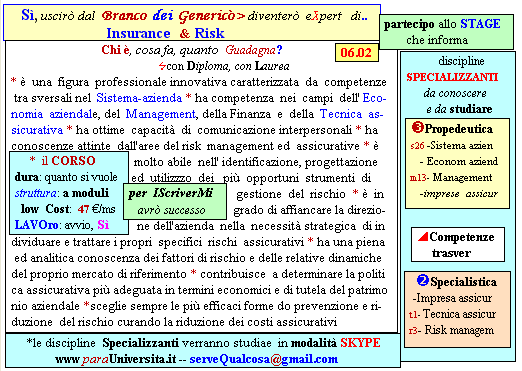 Sì, uscirò dal Branco dei Generici> diventerò eXpert di..
Insurance & Risk
partecipo allo STAGE
che informa
Chi è, cosa fa, quanto Guadagna?
06.02
con Diploma, con Laurea
* è una figura professionale innovativa caratterizzata da competenze
tra sversali nel Sistema-azienda * ha competenza nei campi dell' Eco-
nomia aziendale, del Management, della Finanza e della Tecnica as-
sicurativa * ha ottime capacità di comunicazione interpersonali * ha
conoscenze attinte dall'aree del risk management ed assicurative * è
molto abile nell' identificazione, progettazione
ed utilizzzo dei più opportuni strumenti di
gestione del rischio * è in
grado di affiancare la direzio-
ne dell'azienda nella necessità strategica di in
dividuare e trattare i propri specifici rischi assicurativi * ha una piena
ed analitica conoscenza dei fattori di rischio e delle relative dinamiche
del proprio mercato di riferimento * contribuisce a determinare la politi
ca assicurativa più adeguata in termini economici e di tutela del patrimo
nio aziendale *sceglie sempre le più efficaci forme do prevenzione e ri-
duzione del rischio curando la riduzione dei costi assicurativi
* il CORSO
dura: quanto si vuole
struttura: a moduli
low Cost: 47 €/ms
LAVOro: avvio, Sì
per IScriverMi
avrò successo
discipline
SPECIALIZZANTI
da conoscere
e da studiare
❸Propedeutica
s26 -Sistema azien
- Econom aziend
m13- Management
-imprese assicur
Competenze
trasver
❷Specialistica
-Impresa assicur
t1- Tecnica assicur
r3- Risk managem
*le discipline Specializzanti verranno studiae in modalità SKYPE
www.paraUniversita.it -- serveQualcosa@gmail.com